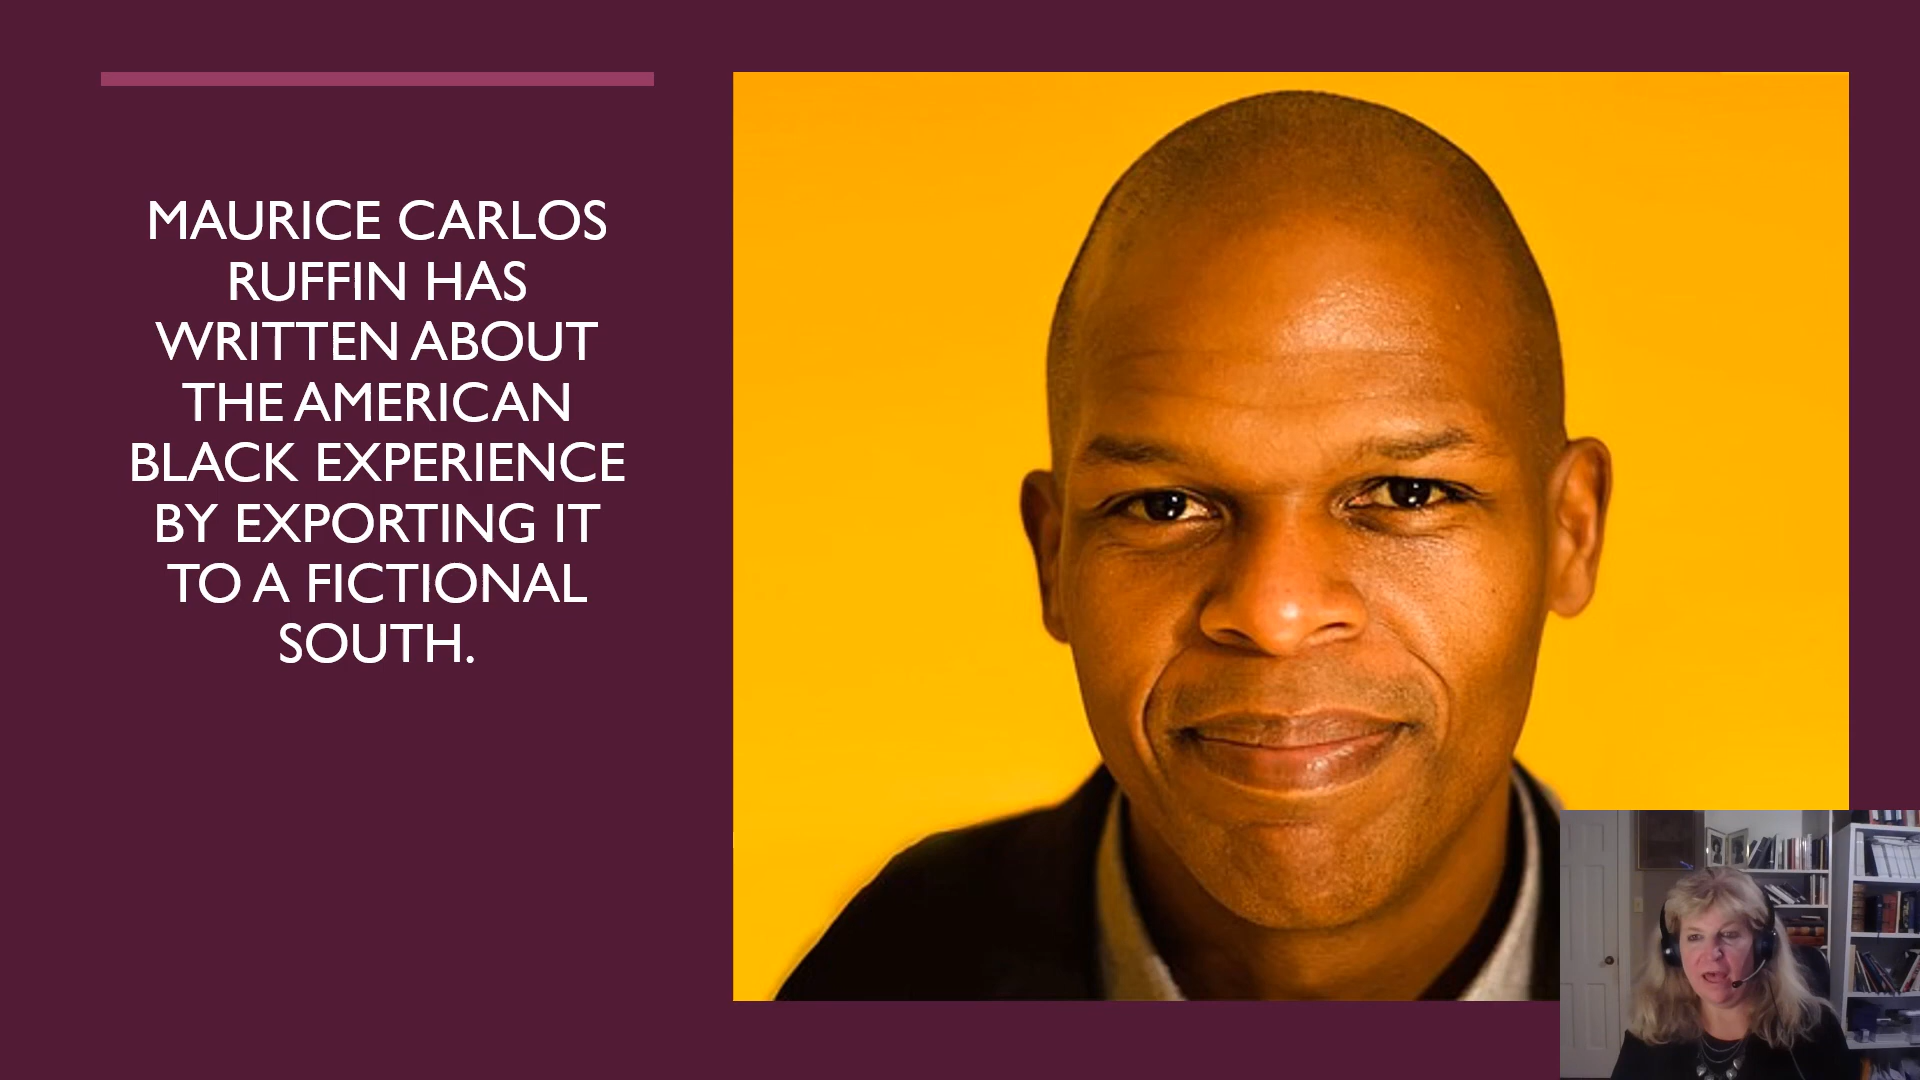 MAURICE CARLOS
RUFFIN HAS
WRITTEN ABOUT
THE AMERICAN
BLACK EXPERIENCE
BY EXPORTING IT
TO A FICTIONAL
SOUTH.